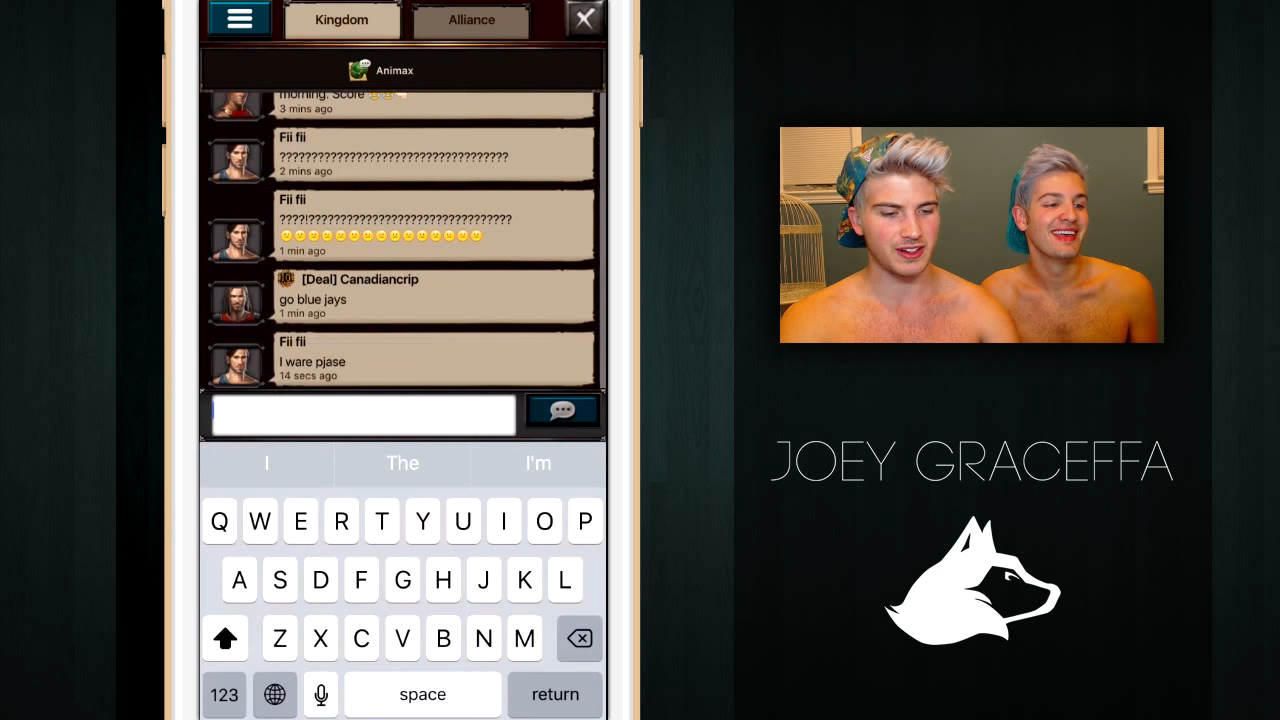 Kingdom
Alliance
Animax
morning. Score
3 mins ago
Fii fii
????????????????????????????????????
2 mins ago
Fii fii
????!????????????????????????????????
😕😕😕😕😕😕😕😕😕😕😕😕😕😕😕
1 min ago
[Deal] Canadiancrip
go blue jays
1 min ago
Fii fii
I ware pjase
14 secs ago
I The I'm
Q W E R T Y U I O P
A S D F G H J K L
Z X C V B N M
123 space return
JOEY GRACEFFA